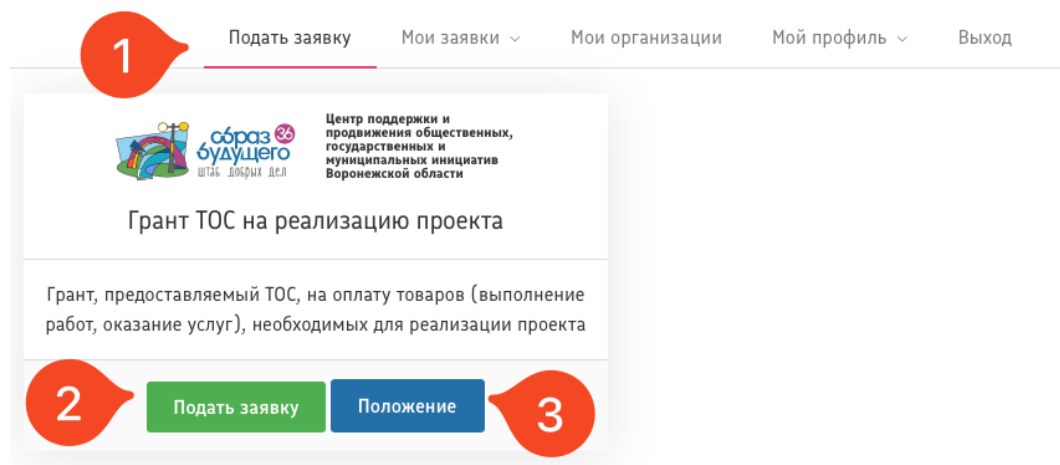 1
Подать заявку Мои заявки Мои организации Мой профиль Выход
образ 36
будущего
штаб добрых дел
Центр поддержки и
продвижения общественных,
государственных и
муниципальных инициатив
Воронежской области
Грант ТОС на реализацию проекта
Грант, предоставляемый ТОС, на оплату товаров (выполнение
работ, оказание услуг), необходимых для реализации проекта
2
Подать заявку Положение
3